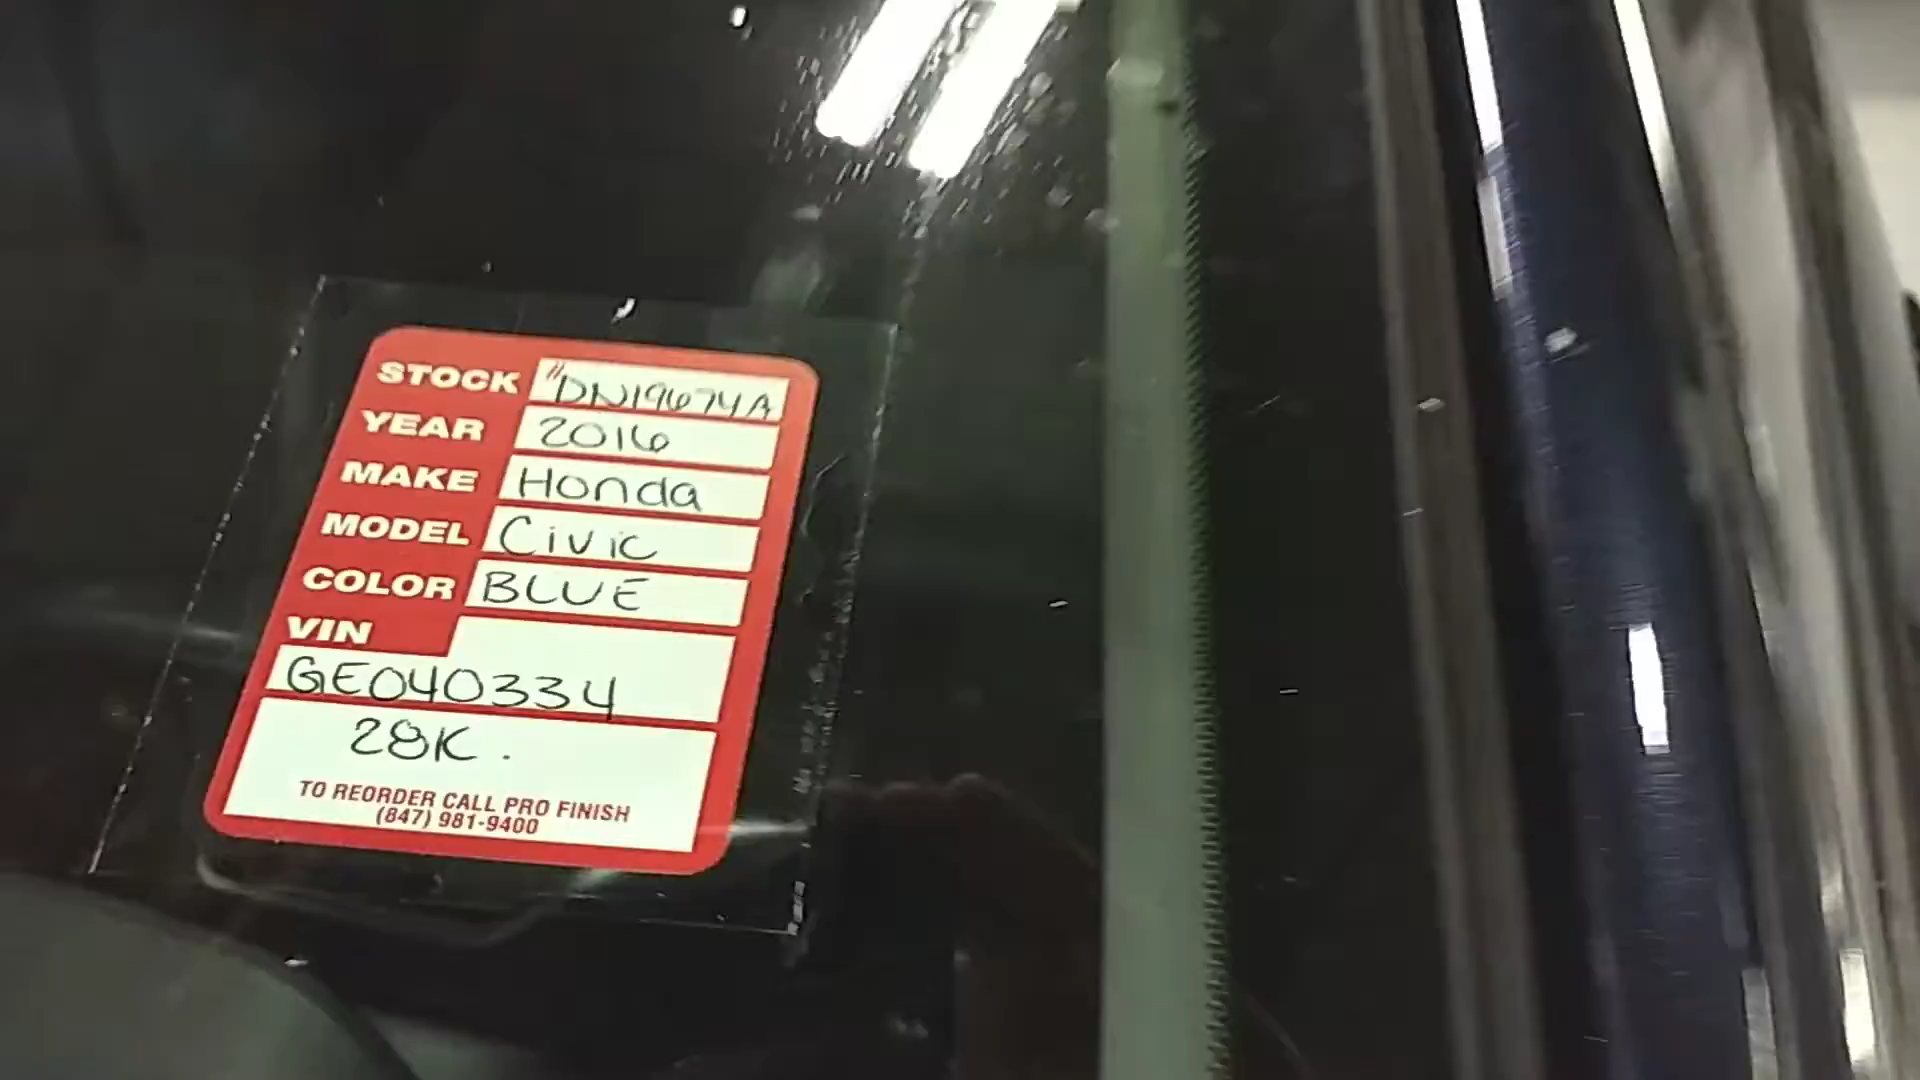 STOCK "DN19674A
YEAR 2016
MAKE Honda
MODEL Civic
COLOR BLUE
VIN
GE040334
28K.
TO REORDER CALL PRO FINISH
(847) 981-9400